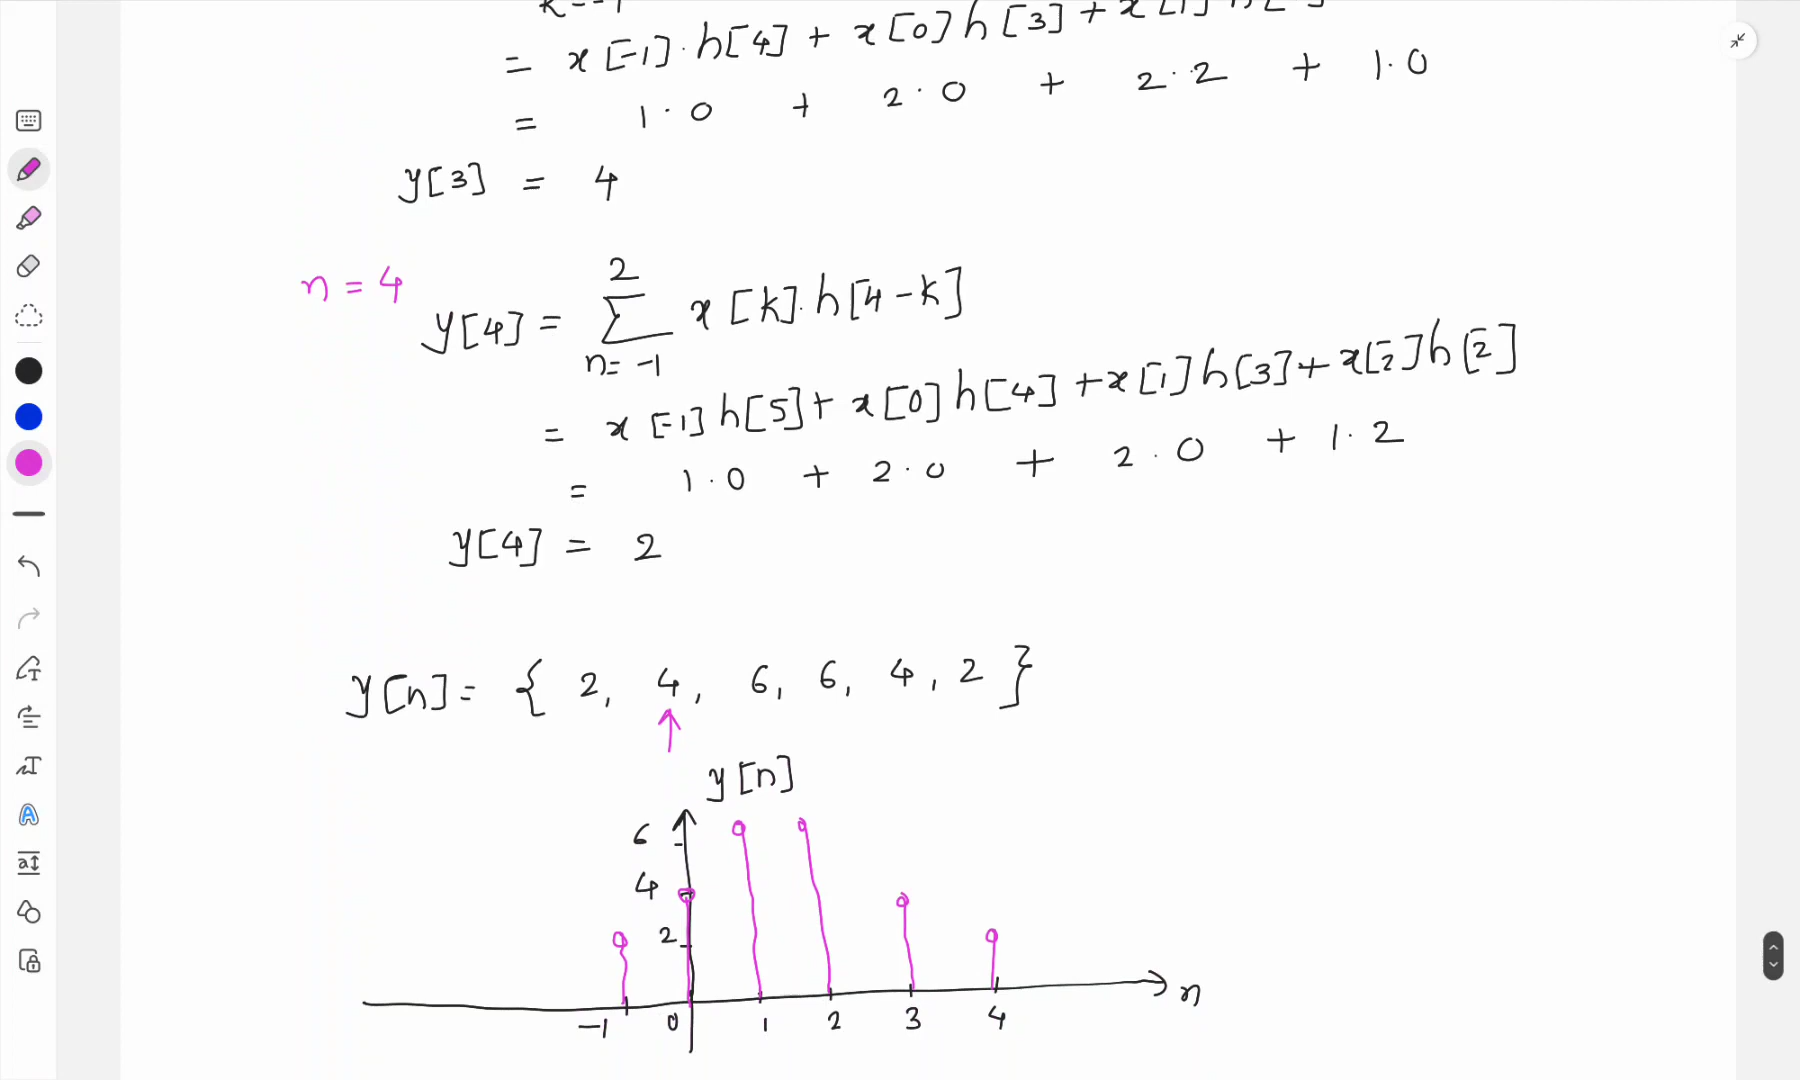 = x[-1].h[4] + x[0]h[3] +
= 1.0 + 2.0 + 2.2 + 1.0
y[3] = 4
n = 4
2
y[4] = ∑ x[k].h[4-k]
n= -1
= x[-1]h[5]+ x[0]h[4] +x[1]h[3]+x[2]h[2]
= 1.0 + 2.0 + 2.0 + 1.2
y[4] = 2
y[n]= { 2, 4, 6, 6, 4, 2 }
↑
y[n]
6
4
2
-1 0 1 2 3 4 n